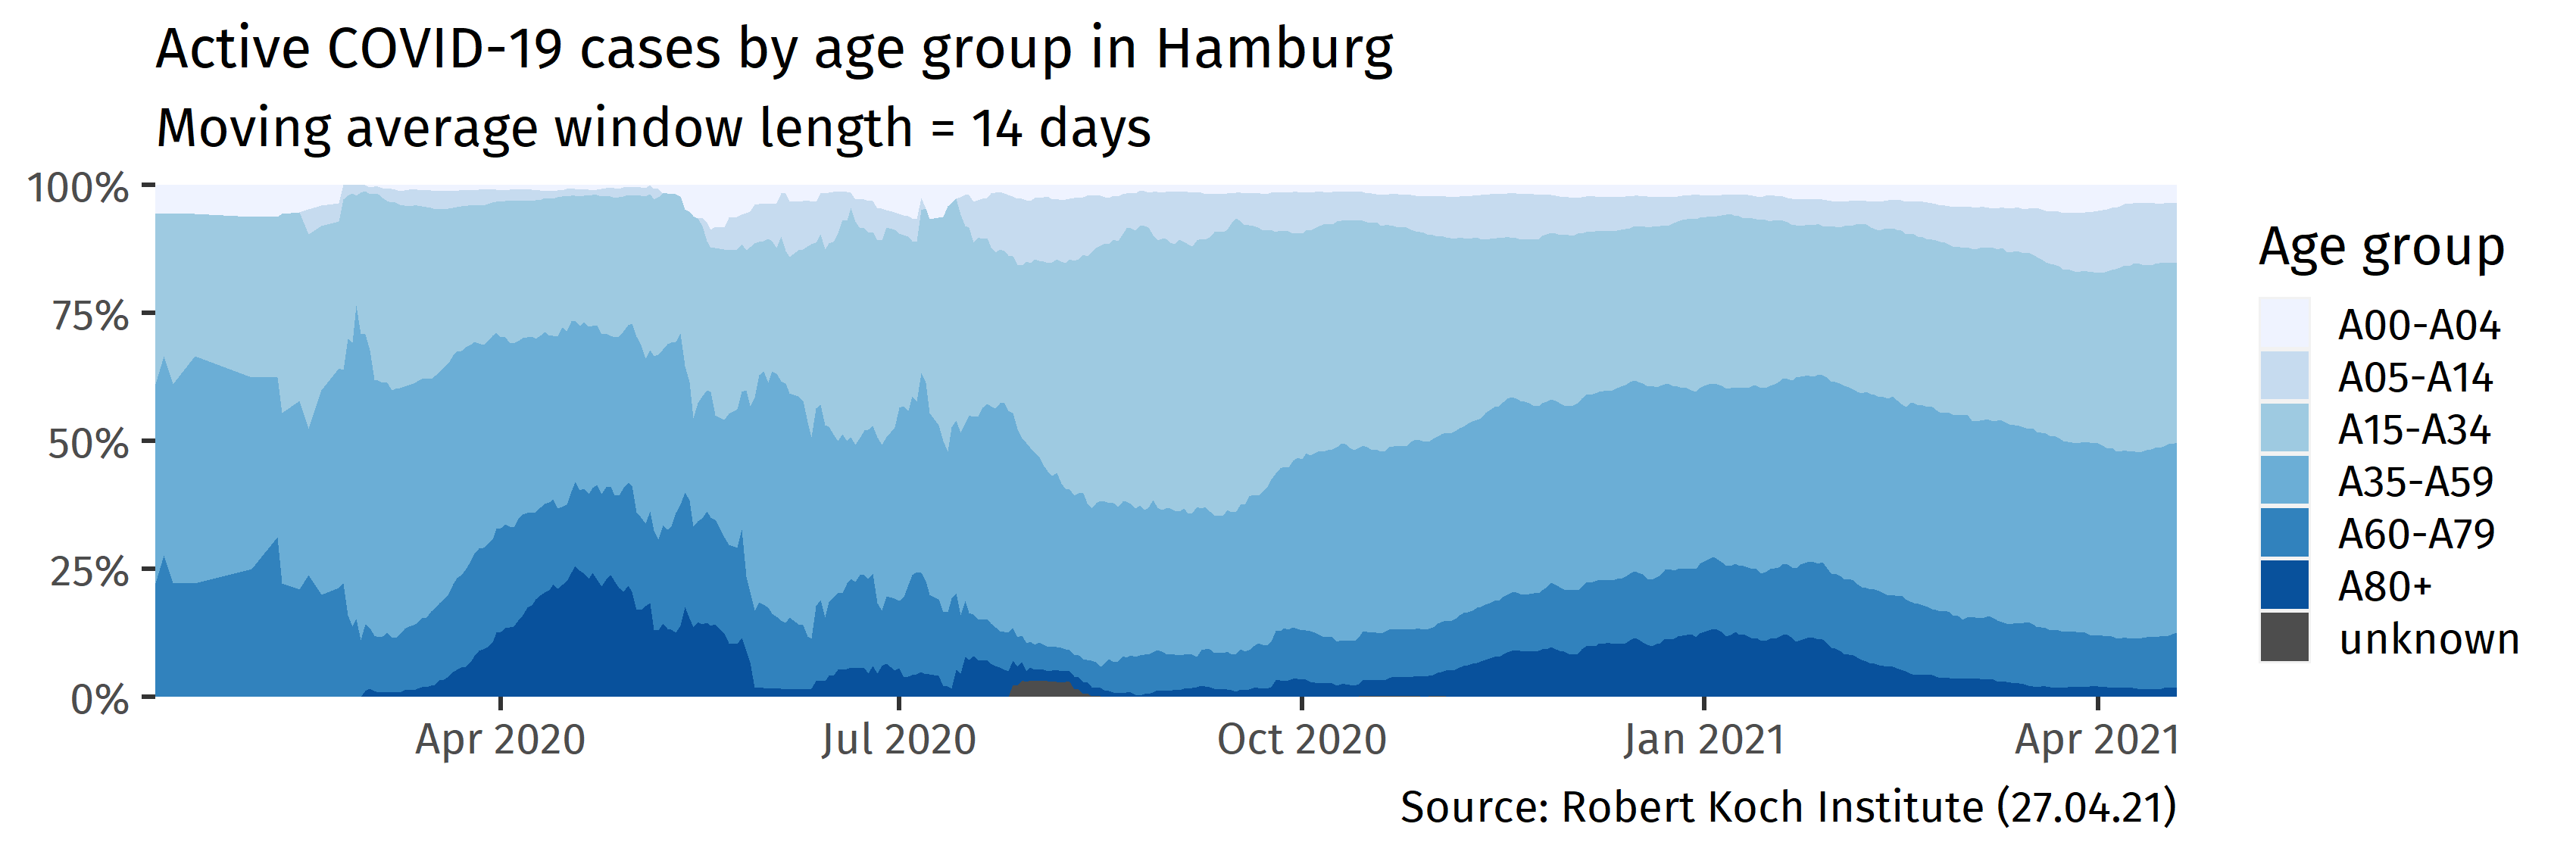 Active COVID-19 cases by age group in Hamburg
Moving average window length = 14 days
100%
75%
50%
25%
0%
Apr 2020
Jul 2020
Oct 2020
Jan 2021
Apr 2021
Source: Robert Koch Institute (27.04.21)
Age group
A00-A04
A05-A14
A15-A34
A35-A59
A60-A79
A80+
unknown